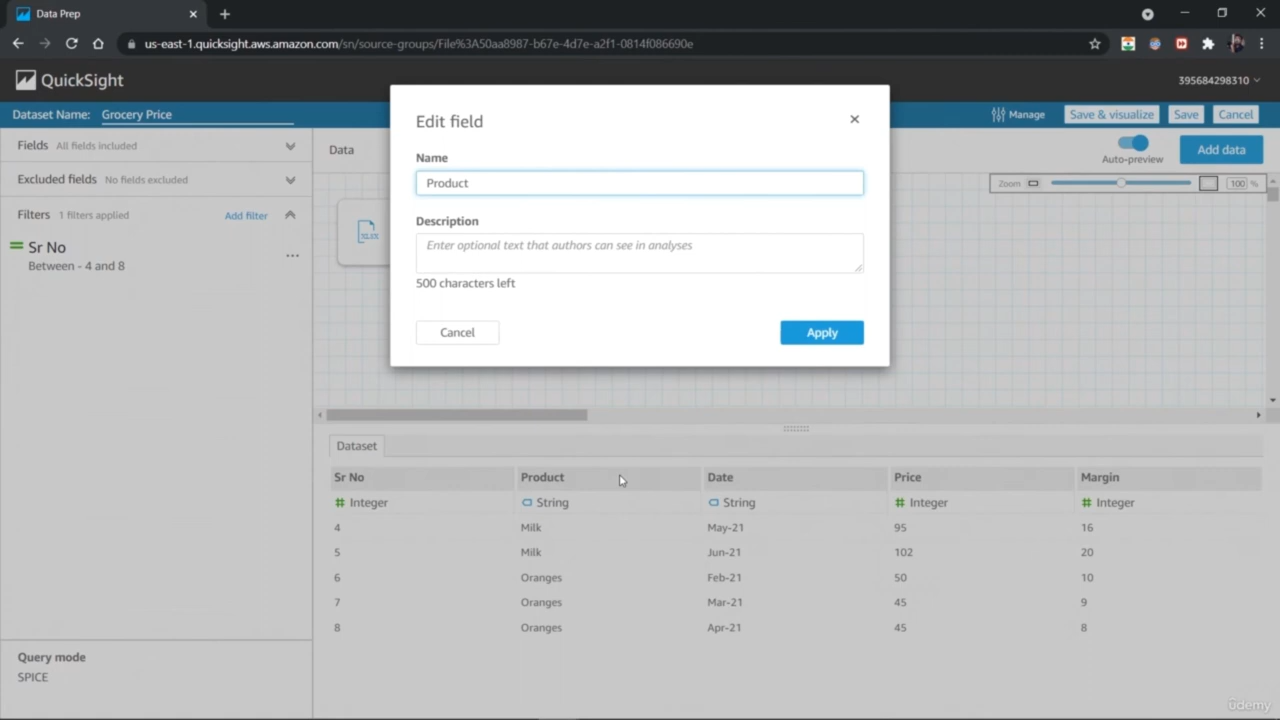 Data Prep
us-east-1.quicksight.aws.amazon.com/sn/source-groups/File%3A50aa8987-b67e-4d7e-a2f1-0814f086690e
QuickSight
395684298310
Dataset Name: Grocery Price
Manage
Save & visualize
Save
Cancel
Fields All fields included
Excluded fields No fields excluded
Filters 1 filters applied
Add filter
Sr No
Between - 4 and 8
Data
Auto-preview
Add data
Zoom
100 %
XLSX
Edit field
Name
Product
Description
Enter optional text that authors can see in analyses
500 characters left
Cancel
Apply
Dataset
Sr No Product Date Price Margin
Integer String String Integer Integer
4 Milk May-21 95 16
5 Milk Jun-21 102 20
6 Oranges Feb-21 50 10
7 Oranges Mar-21 45 9
8 Oranges Apr-21 45 8
Query mode
SPICE
ûdemy